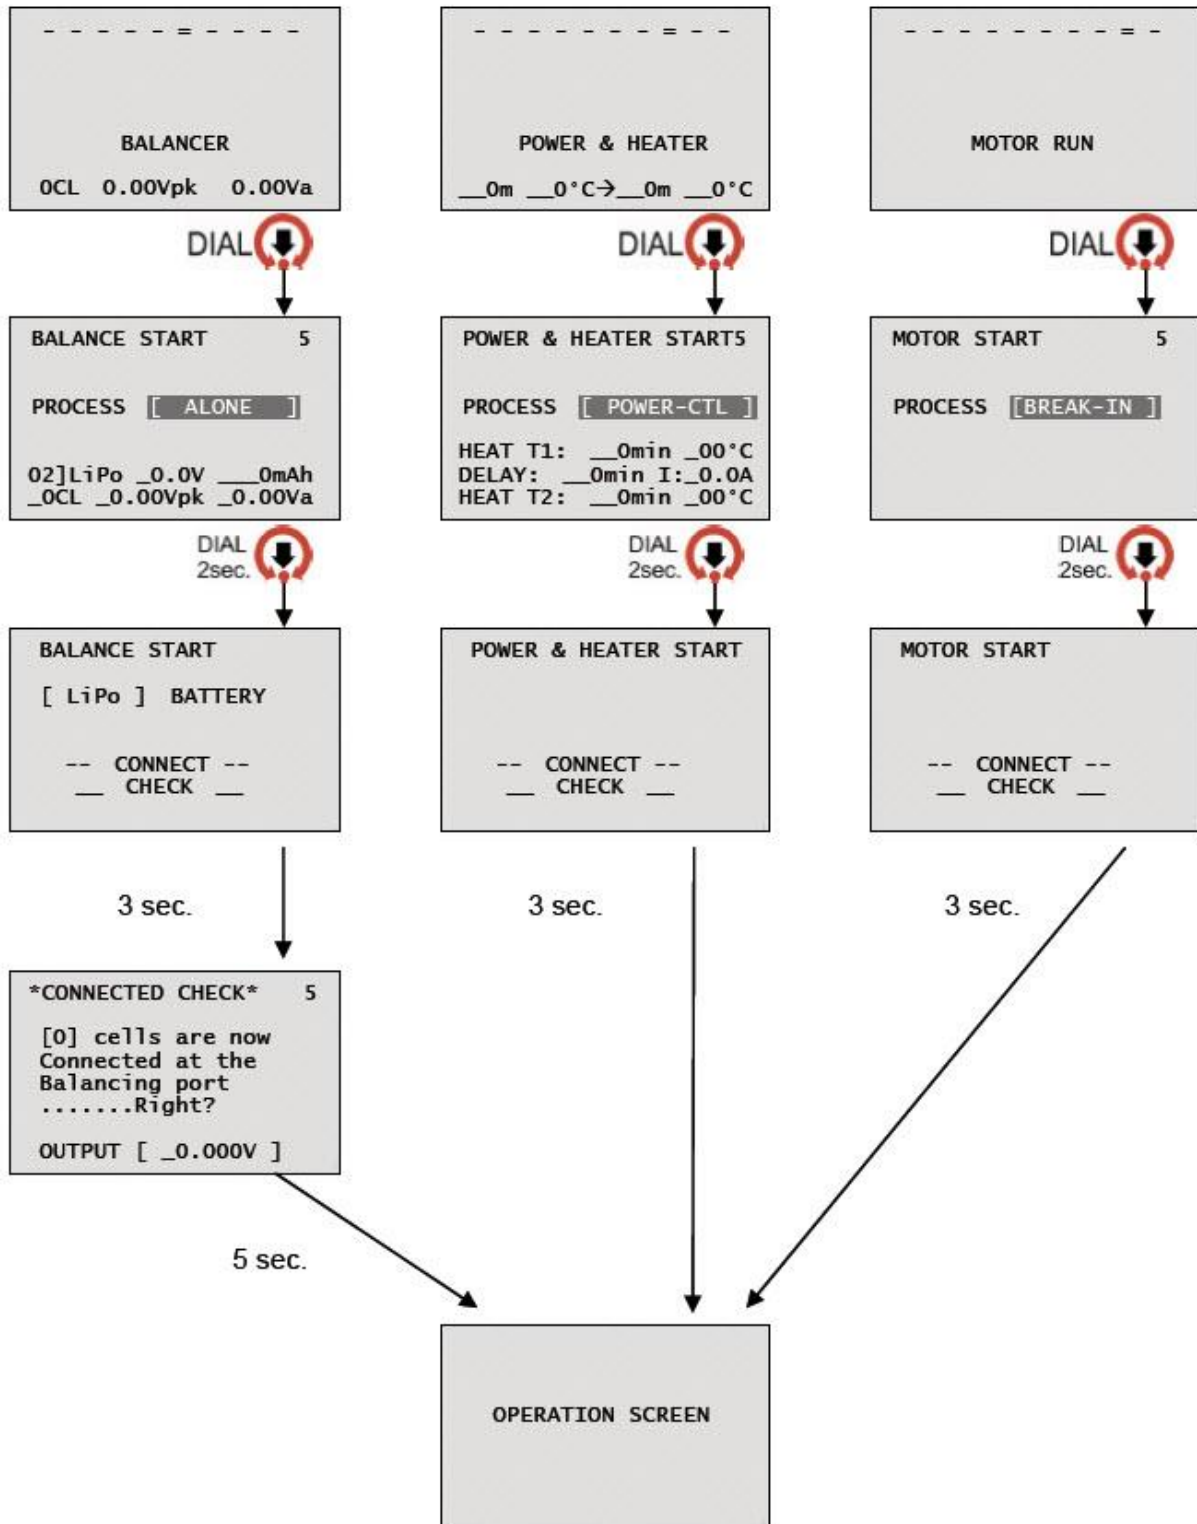 - - - - - = - - - -
BALANCER
0CL 0.00Vpk 0.00Va
DIAL
BALANCE START 5
PROCESS [ ALONE ]
02]LiPo _0.0V ___0mAh
_0CL _0.00Vpk _0.00Va
DIAL
2sec.
BALANCE START
[ LiPo ] BATTERY
-- CONNECT --
__ CHECK __
3 sec.
*CONNECTED CHECK* 5
[0] cells are now
Connected at the
Balancing port
.......Right?
OUTPUT [ _0.000V ]
5 sec.
- - - - - - - = - -
POWER & HEATER
__0m __0°C→__0m __0°C
DIAL
POWER & HEATER START5
PROCESS [ POWER-CTL ]
HEAT T1: __0min _00°C
DELAY: __0min I:_0.0A
HEAT T2: __0min _00°C
DIAL
2sec.
POWER & HEATER START
-- CONNECT --
__ CHECK __
3 sec.
- - - - - - - - = -
MOTOR RUN
DIAL
MOTOR START 5
PROCESS [BREAK-IN ]
DIAL
2sec.
MOTOR START
-- CONNECT --
__ CHECK __
3 sec.
OPERATION SCREEN